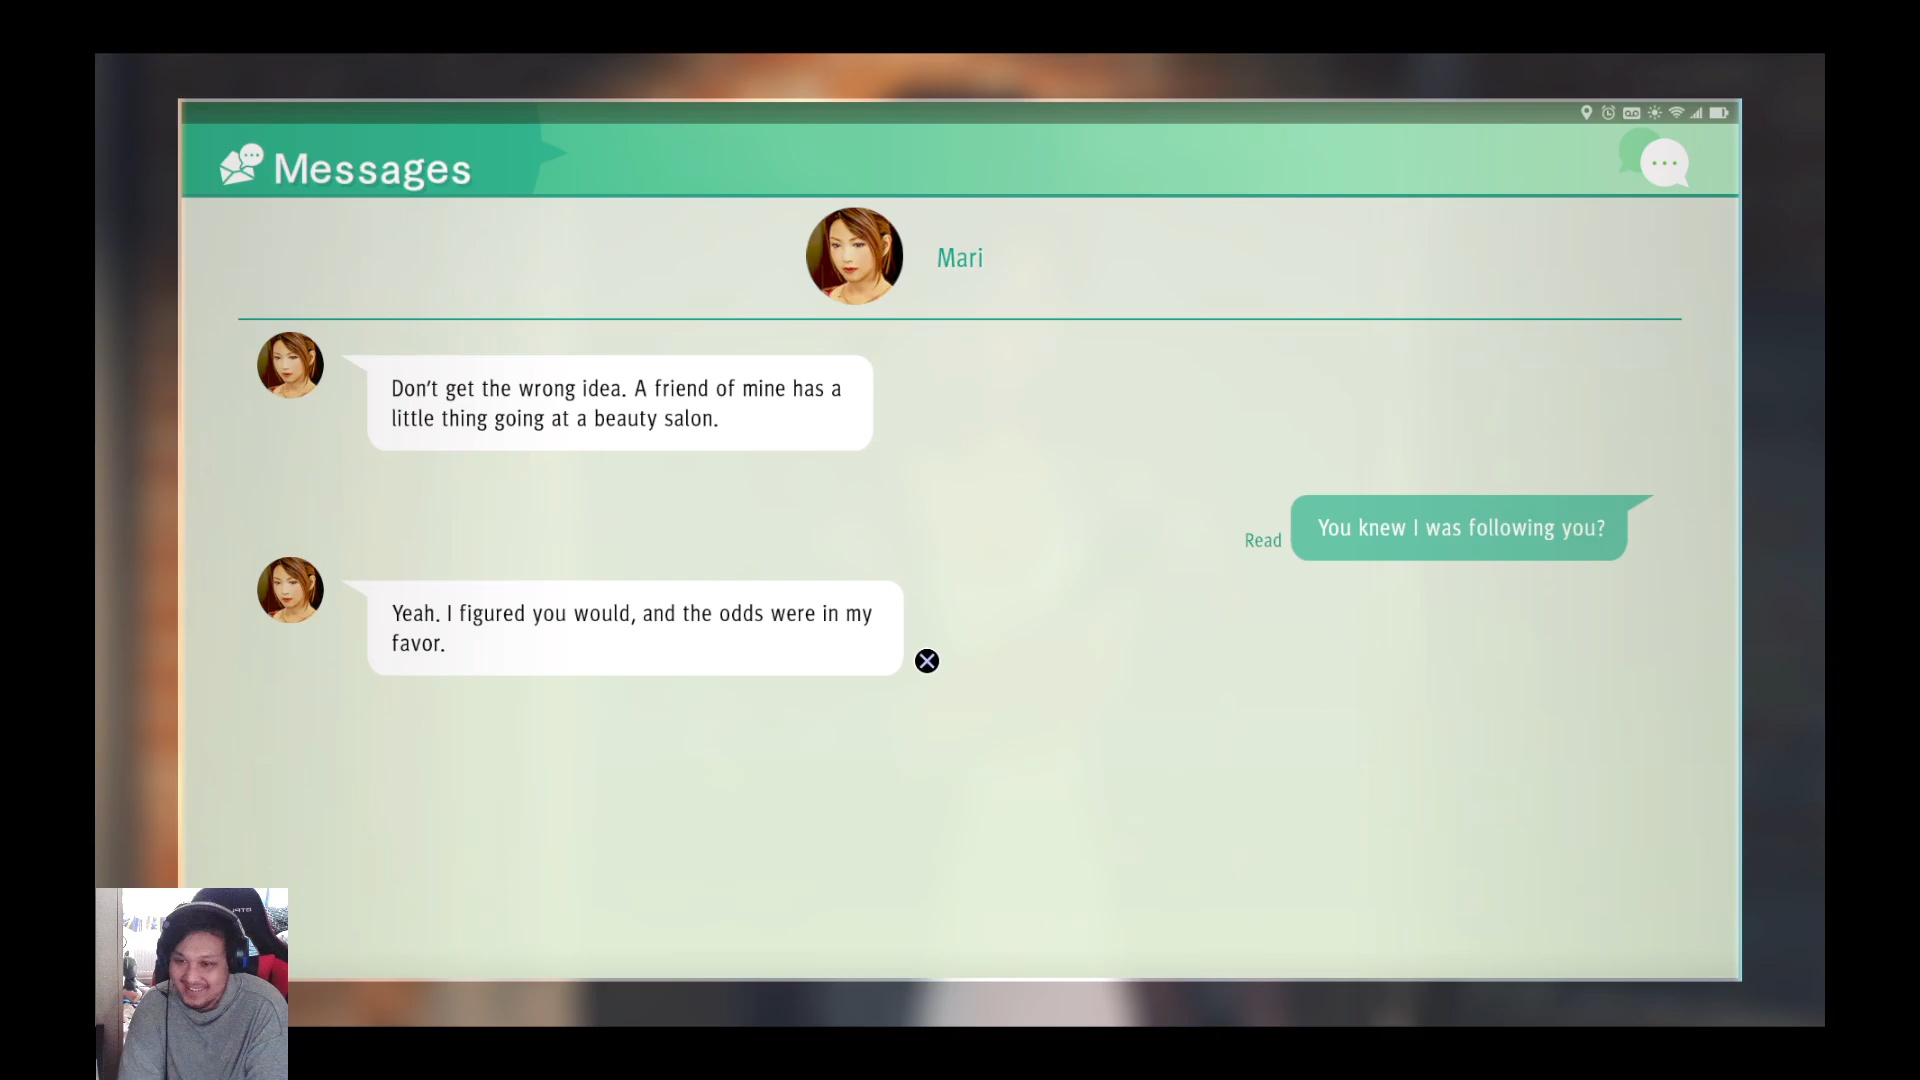 Messages
Mari
Don't get the wrong idea. A friend of mine has a
little thing going at a beauty salon.
You knew I was following you?
Read
Yeah. I figured you would, and the odds were in my
favor.